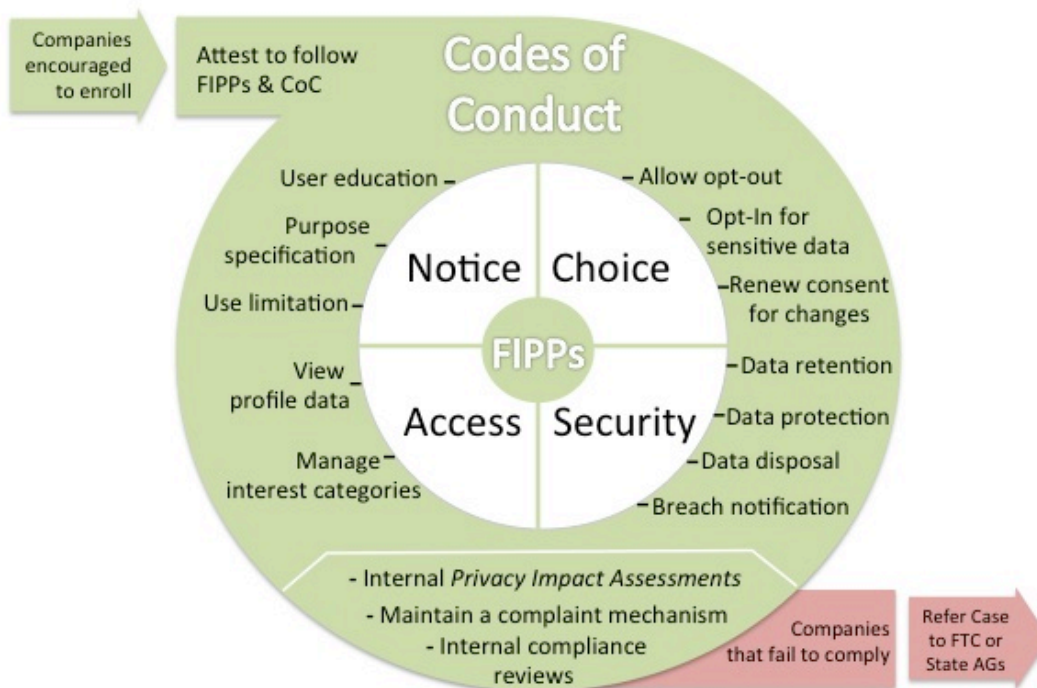 Companies
encouraged
to enroll
Attest to follow
FIPPs & CoC
Codes of
Conduct
User education
Purpose
specification
Use limitation
View
profile data
Manage
interest categories
Notice
Choice
FIPPs
Access
Security
Allow opt-out
Opt-In for
sensitive data
Renew consent
for changes
Data retention
Data protection
Data disposal
Breach notification
- Internal Privacy Impact Assessments
- Maintain a complaint mechanism
- Internal compliance
reviews
Companies
that fail to comply
Refer Case
to FTC or
State AGs